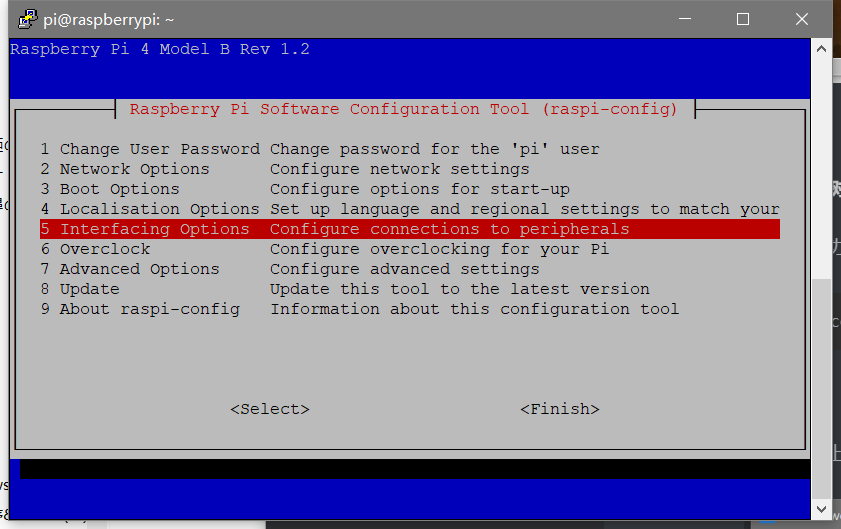 pi@raspberrypi: ~
Raspberry Pi 4 Model B Rev 1.2
Raspberry Pi Software Configuration Tool (raspi-config)
1 Change User Password Change password for the 'pi' user
2 Network Options Configure network settings
3 Boot Options Configure options for start-up
4 Localisation Options Set up language and regional settings to match your
5 Interfacing Options Configure connections to peripherals
6 Overclock Configure overclocking for your Pi
7 Advanced Options Configure advanced settings
8 Update Update this tool to the latest version
9 About raspi-config Information about this configuration tool
<Select> <Finish>